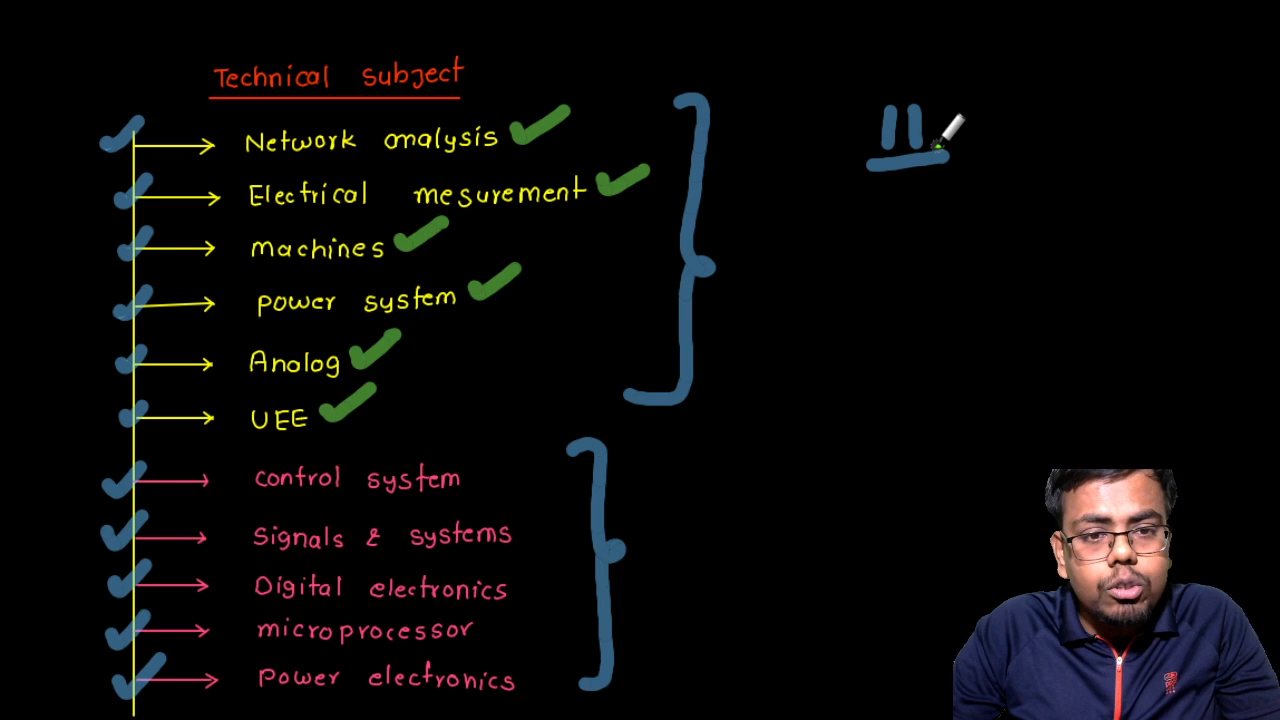 Technical Subject
Network analysis
Electrical mesurement
machines
power system
Analog
UEE
control system
Signals & systems
Digital electronics
microprocessor
power electronics
11